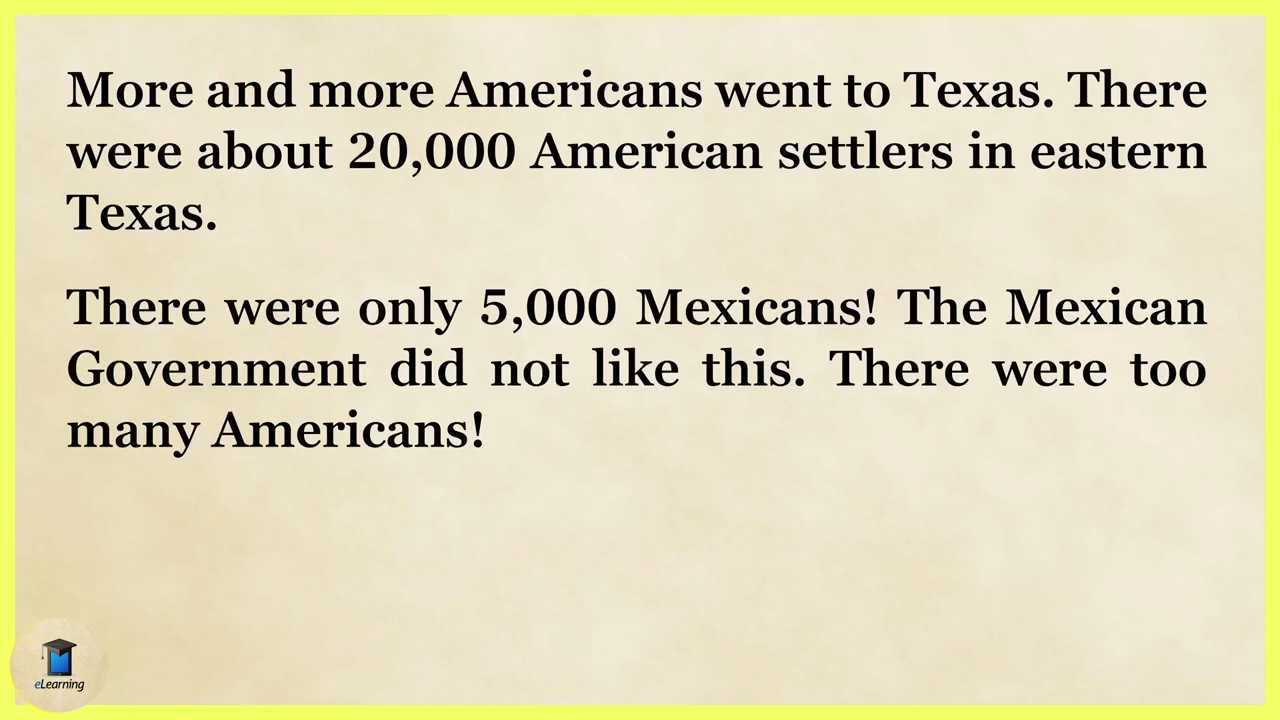 More and more Americans went to Texas. There
were about 20,000 American settlers in eastern
Texas.
There were only 5,000 Mexicans! The Mexican
Government did not like this. There were too
many Americans!
eLearning